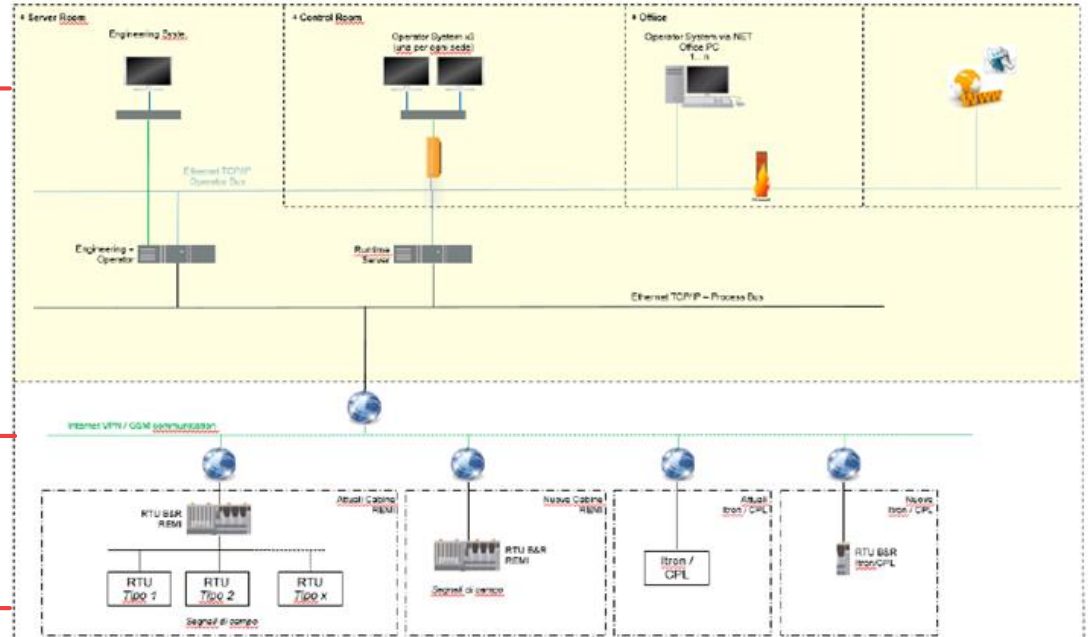 + Server Room
Engineering Syste.
+ Control Room
Operator System x3
(una per ogni sede)
+ Office
Operator System via NET
Office PC
1... n
www
Ethernet TCP/IP
Operator Bus
Engineering +
Operator
Runtime
Server
Ethernet TCP/IP – Process Bus
Internet VPN / GSM communication
Attuali Cabine
REMI
RTU B&R
REMI
RTU
Tipo 1
RTU
Tipo 2
RTU
Tipo x
Segnali di campo
Nuove Cabine
REMI
RTU B&R
REMI
Segnali di campo
Attuali
Itron / CPL
Itron /
CPL
Nuove
Itron / CPL
RTU B&R
Itron/CPL